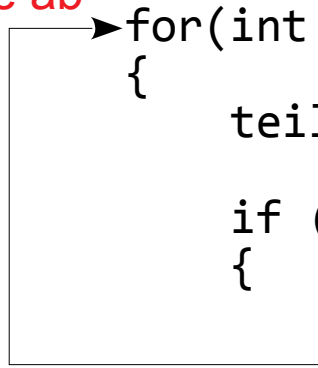 ab
for(int
{
teil
if (
{